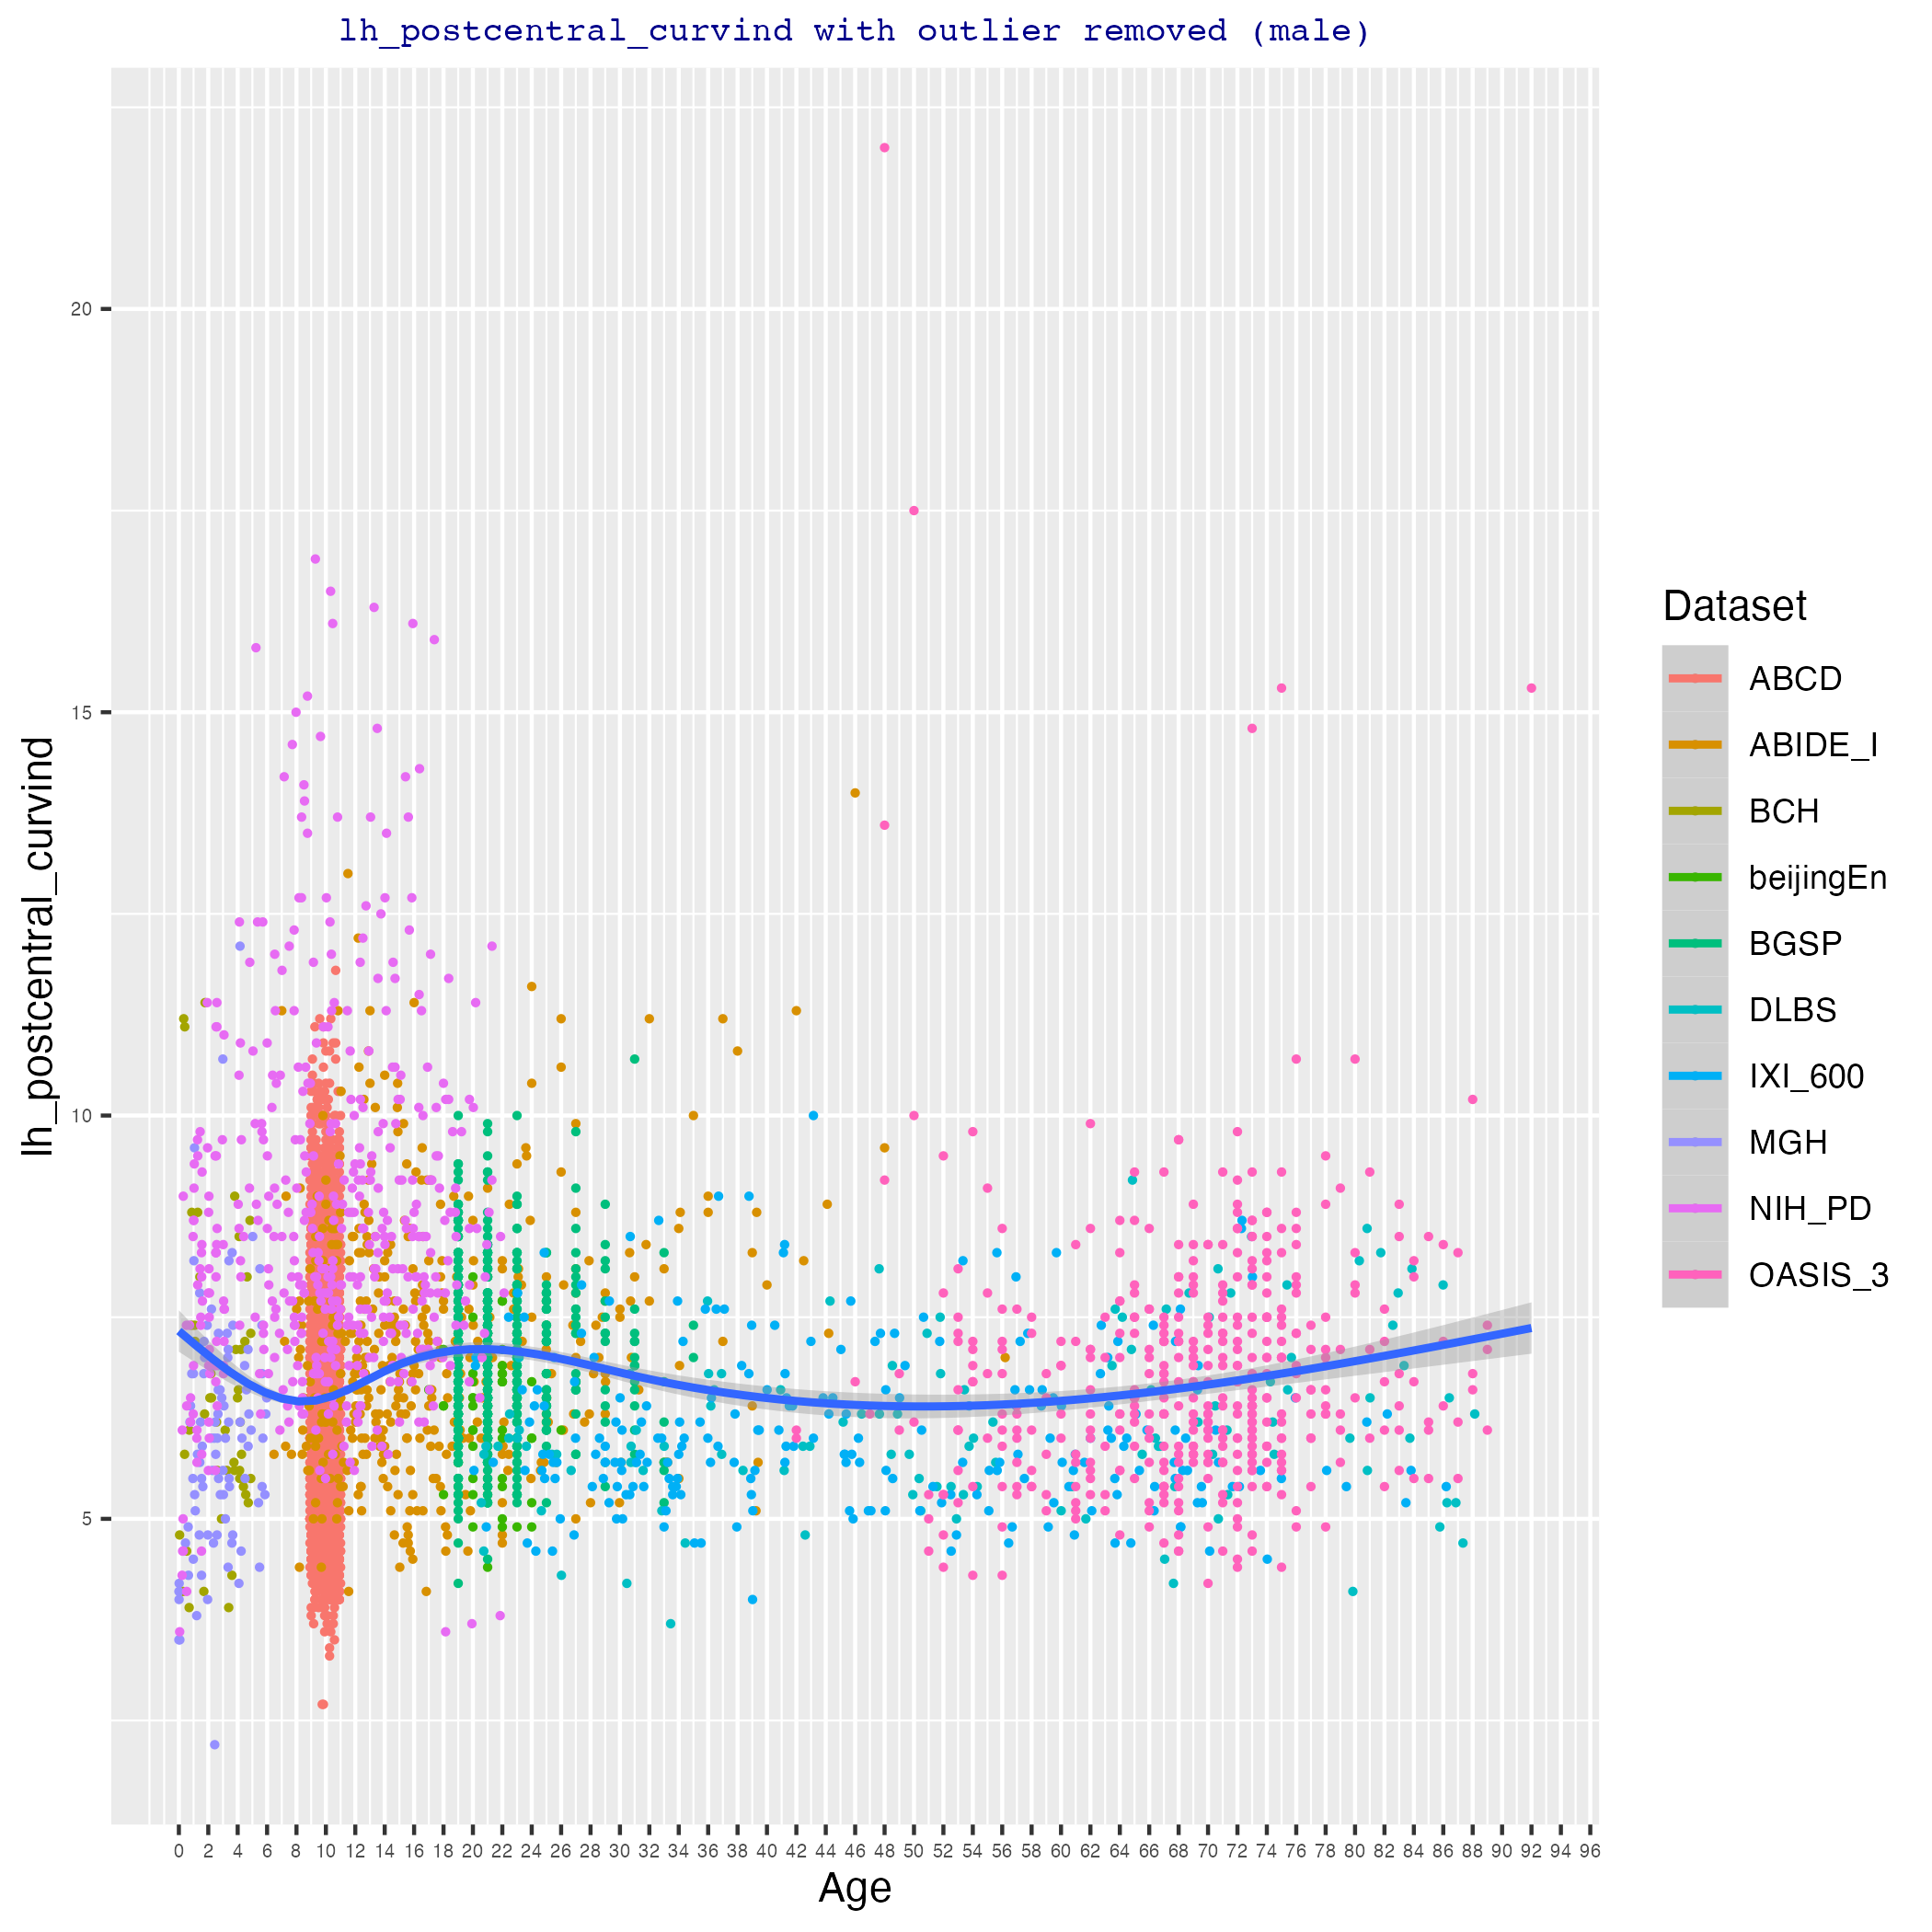 lh_postcentral_curvind with outlier removed (male)
lh_postcentral_curvind
20
15
10
5
0 2 4 6 8 10 12 14 16 18 20 22 24 26 28 30 32 34 36 38 40 42 44 46 48 50 52 54 56 58 60 62 64 66 68 70 72 74 76 78 80 82 84 86 88 90 92 94 96
Age
Dataset
ABCD
ABIDE_I
BCH
beijingEn
BGSP
DLBS
IXI_600
MGH
NIH_PD
OASIS_3